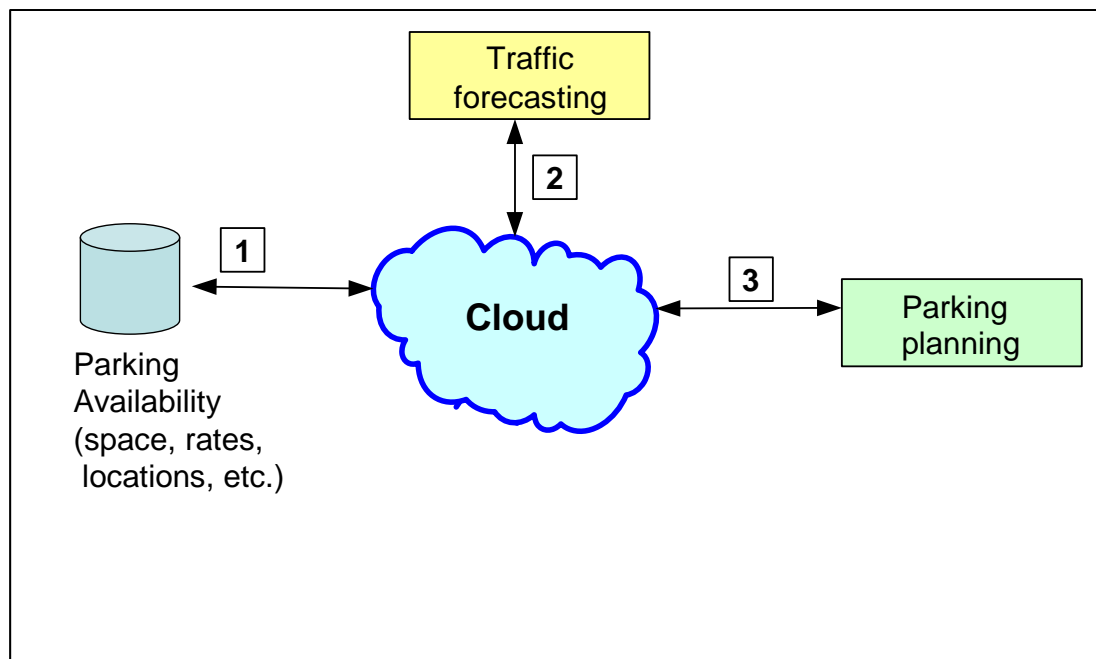 Traffic
forecasting
2
1
3
Cloud
Parking
planning
Parking
Availability
(space, rates,
locations, etc.)